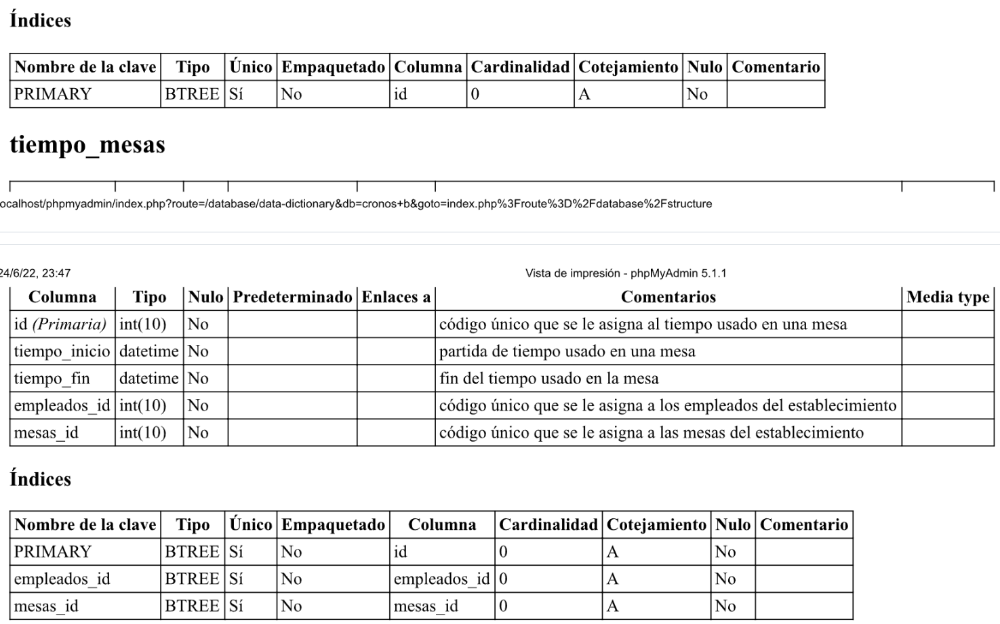 Índices
Nombre de la clave Tipo Único Empaquetado Columna Cardinalidad Cotejamiento Nulo Comentario
PRIMARY BTREE Sí No id 0 A No
tiempo_mesas
ocalhost/phpmyadmin/index.php?route=/database/data-dictionary&db=cronos+b&goto=index.php%3Froute%3D%2Fdatabase%2Fstructure
24/6/22, 23:47 Vista de impresión - phpMyAdmin 5.1.1
Columna Tipo Nulo Predeterminado Enlaces a Comentarios Media type
id (Primaria) int(10) No código único que se le asigna al tiempo usado en una mesa
tiempo_inicio datetime No partida de tiempo usado en una mesa
tiempo_fin datetime No fin del tiempo usado en la mesa
empleados_id int(10) No código único que se le asigna a los empleados del establecimiento
mesas_id int(10) No código único que se le asigna a las mesas del establecimiento
Índices
Nombre de la clave Tipo Único Empaquetado Columna Cardinalidad Cotejamiento Nulo Comentario
PRIMARY BTREE Sí No id 0 A No
empleados_id BTREE Sí No empleados_id 0 A No
mesas_id BTREE Sí No mesas_id 0 A No